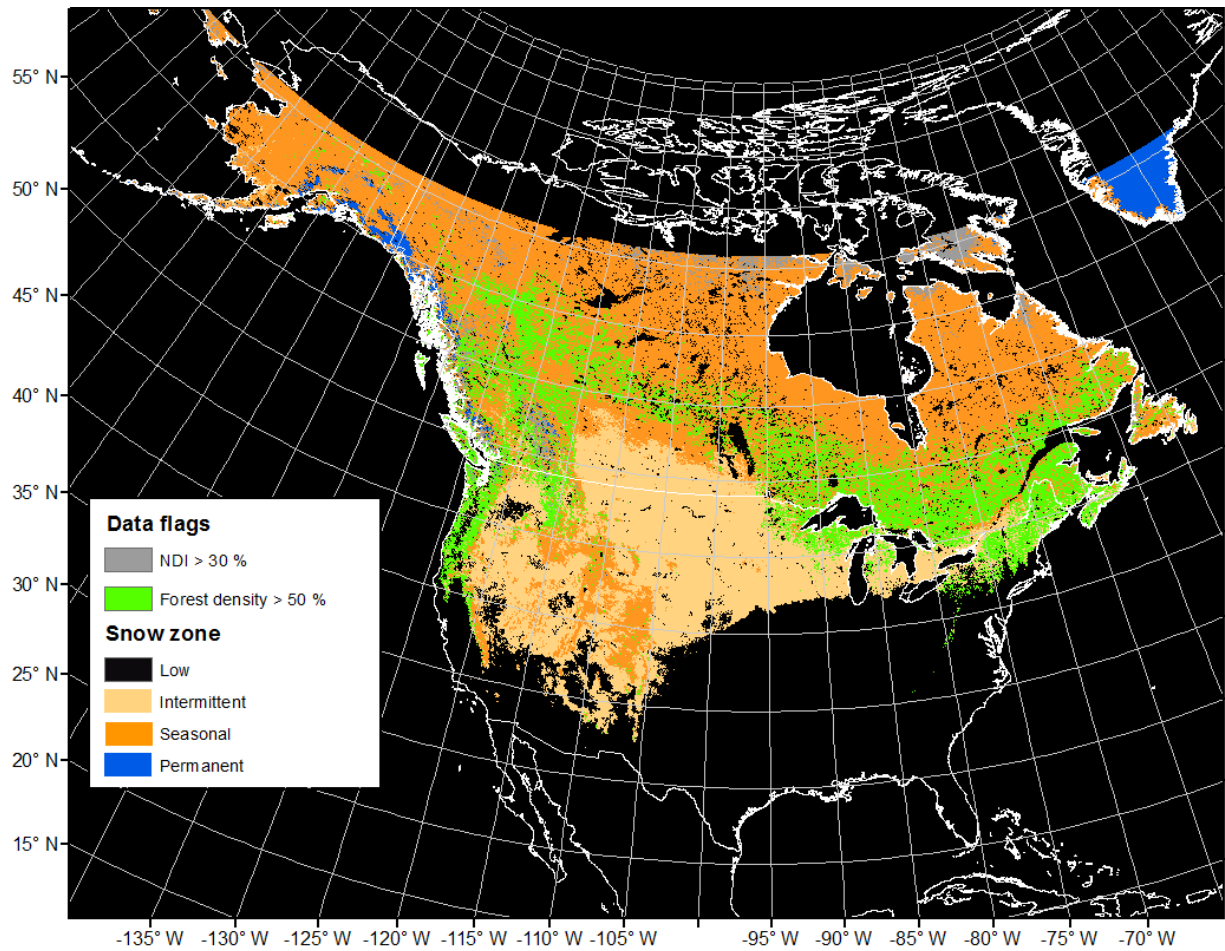 55° N
50° N
45° N
40° N
35° N
30° N
25° N
20° N
15° N
Data flags
NDI > 30 %
Forest density > 50 %
Snow zone
Low
Intermittent
Seasonal
Permanent
-135° W -130° W -125° W -120° W -115° W -110° W -105° W -95° W -90° W -85° W -80° W -75° W -70° W